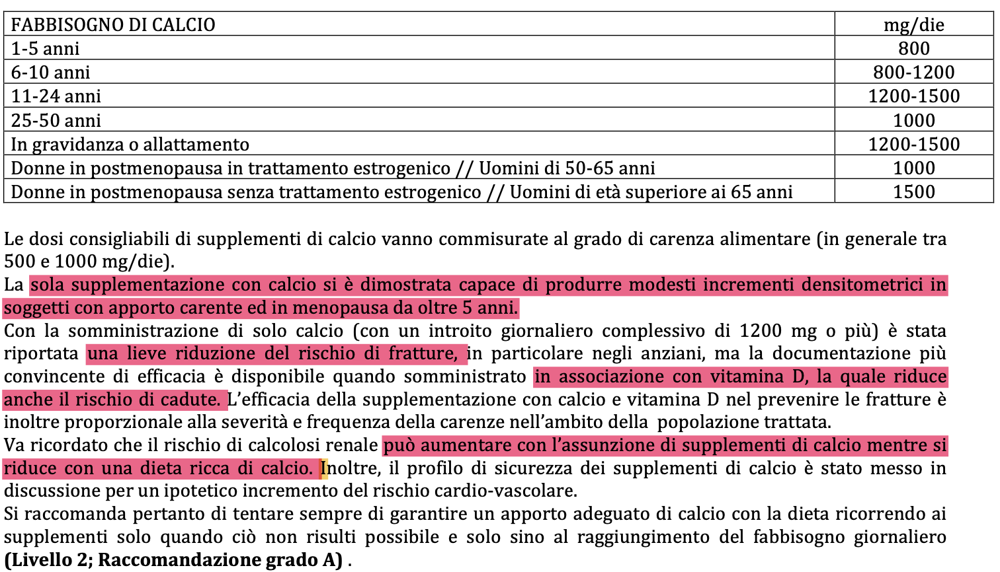 FABBISOGNO DI CALCIO mg/die
1-5 anni 800
6-10 anni 800-1200
11-24 anni 1200-1500
25-50 anni 1000
In gravidanza o allattamento 1200-1500
Donne in postmenopausa in trattamento estrogenico // Uomini di 50-65 anni 1000
Donne in postmenopausa senza trattamento estrogenico // Uomini di età superiore ai 65 anni 1500
Le dosi consigliabili di supplementi di calcio vanno commisurate al grado di carenza alimentare (in generale tra
500 e 1000 mg/die).
La sola supplementazione con calcio si è dimostrata capace di produrre modesti incrementi densitometrici in
soggetti con apporto carente ed in menopausa da oltre 5 anni.
Con la somministrazione di solo calcio (con un introito giornaliero complessivo di 1200 mg o più) è stata
riportata una lieve riduzione del rischio di fratture, in particolare negli anziani, ma la documentazione più
convincente di efficacia è disponibile quando somministrato in associazione con vitamina D, la quale riduce
anche il rischio di cadute. L’efficacia della supplementazione con calcio e vitamina D nel prevenire le fratture è
inoltre proporzionale alla severità e frequenza della carenze nell’ambito della popolazione trattata.
Va ricordato che il rischio di calcolosi renale può aumentare con l’assunzione di supplementi di calcio mentre si
riduce con una dieta ricca di calcio. Inoltre, il profilo di sicurezza dei supplementi di calcio è stato messo in
discussione per un ipotetico incremento del rischio cardio-vascolare.
Si raccomanda pertanto di tentare sempre di garantire un apporto adeguato di calcio con la dieta ricorrendo ai
supplementi solo quando ciò non risulti possibile e solo sino al raggiungimento del fabbisogno giornaliero
(Livello 2; Raccomandazione grado A) .